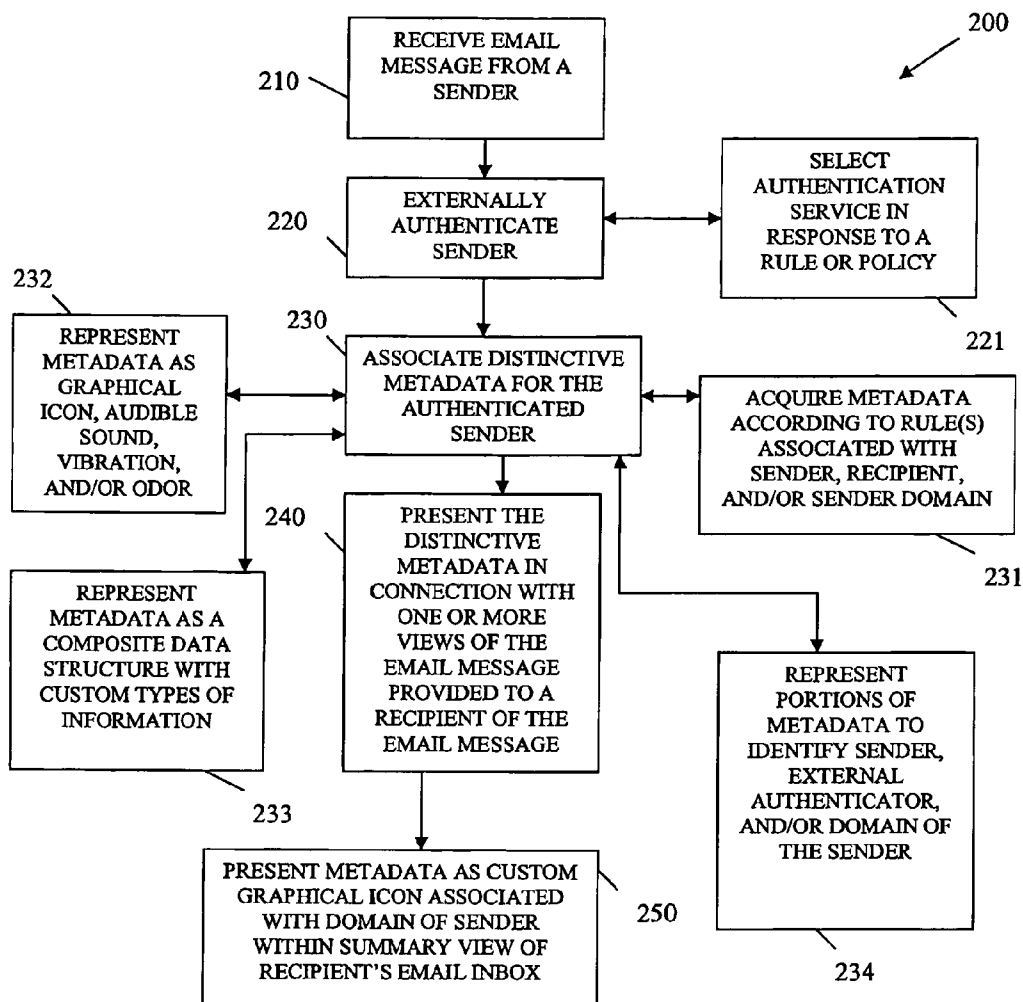 200
RECEIVE EMAIL
MESSAGE FROM A
SENDER
210
SELECT
AUTHENTICATION
SERVICE IN
RESPONSE TO A
RULE OR POLICY
221
EXTERNALLY
AUTHENTICATE
SENDER
220
232
REPRESENT
METADATA AS
GRAPHICAL
ICON, AUDIBLE
SOUND,
VIBRATION,
AND/OR ODOR
230
ASSOCIATE DISTINCTIVE
METADATA FOR THE
AUTHENTICATED
SENDER
ACQUIRE METADATA
ACCORDING TO RULE(S)
ASSOCIATED WITH
SENDER, RECIPIENT,
AND/OR SENDER DOMAIN
231
240
PRESENT THE
DISTINCTIVE
METADATA IN
CONNECTION WITH
ONE OR MORE
VIEWS OF THE
EMAIL MESSAGE
PROVIDED TO A
RECIPIENT OF THE
EMAIL MESSAGE
REPRESENT
METADATA AS A
COMPOSITE DATA
STRUCTURE WITH
CUSTOM TYPES OF
INFORMATION
233
REPRESENT
PORTIONS OF
METADATA TO
IDENTIFY SENDER,
EXTERNAL
AUTHENTICATOR,
AND/OR DOMAIN OF
THE SENDER
234
PRESENT METADATA AS CUSTOM
GRAPHICAL ICON ASSOCIATED
WITH DOMAIN OF SENDER
WITHIN SUMMARY VIEW OF
RECIPIENT'S EMAIL INBOX
250